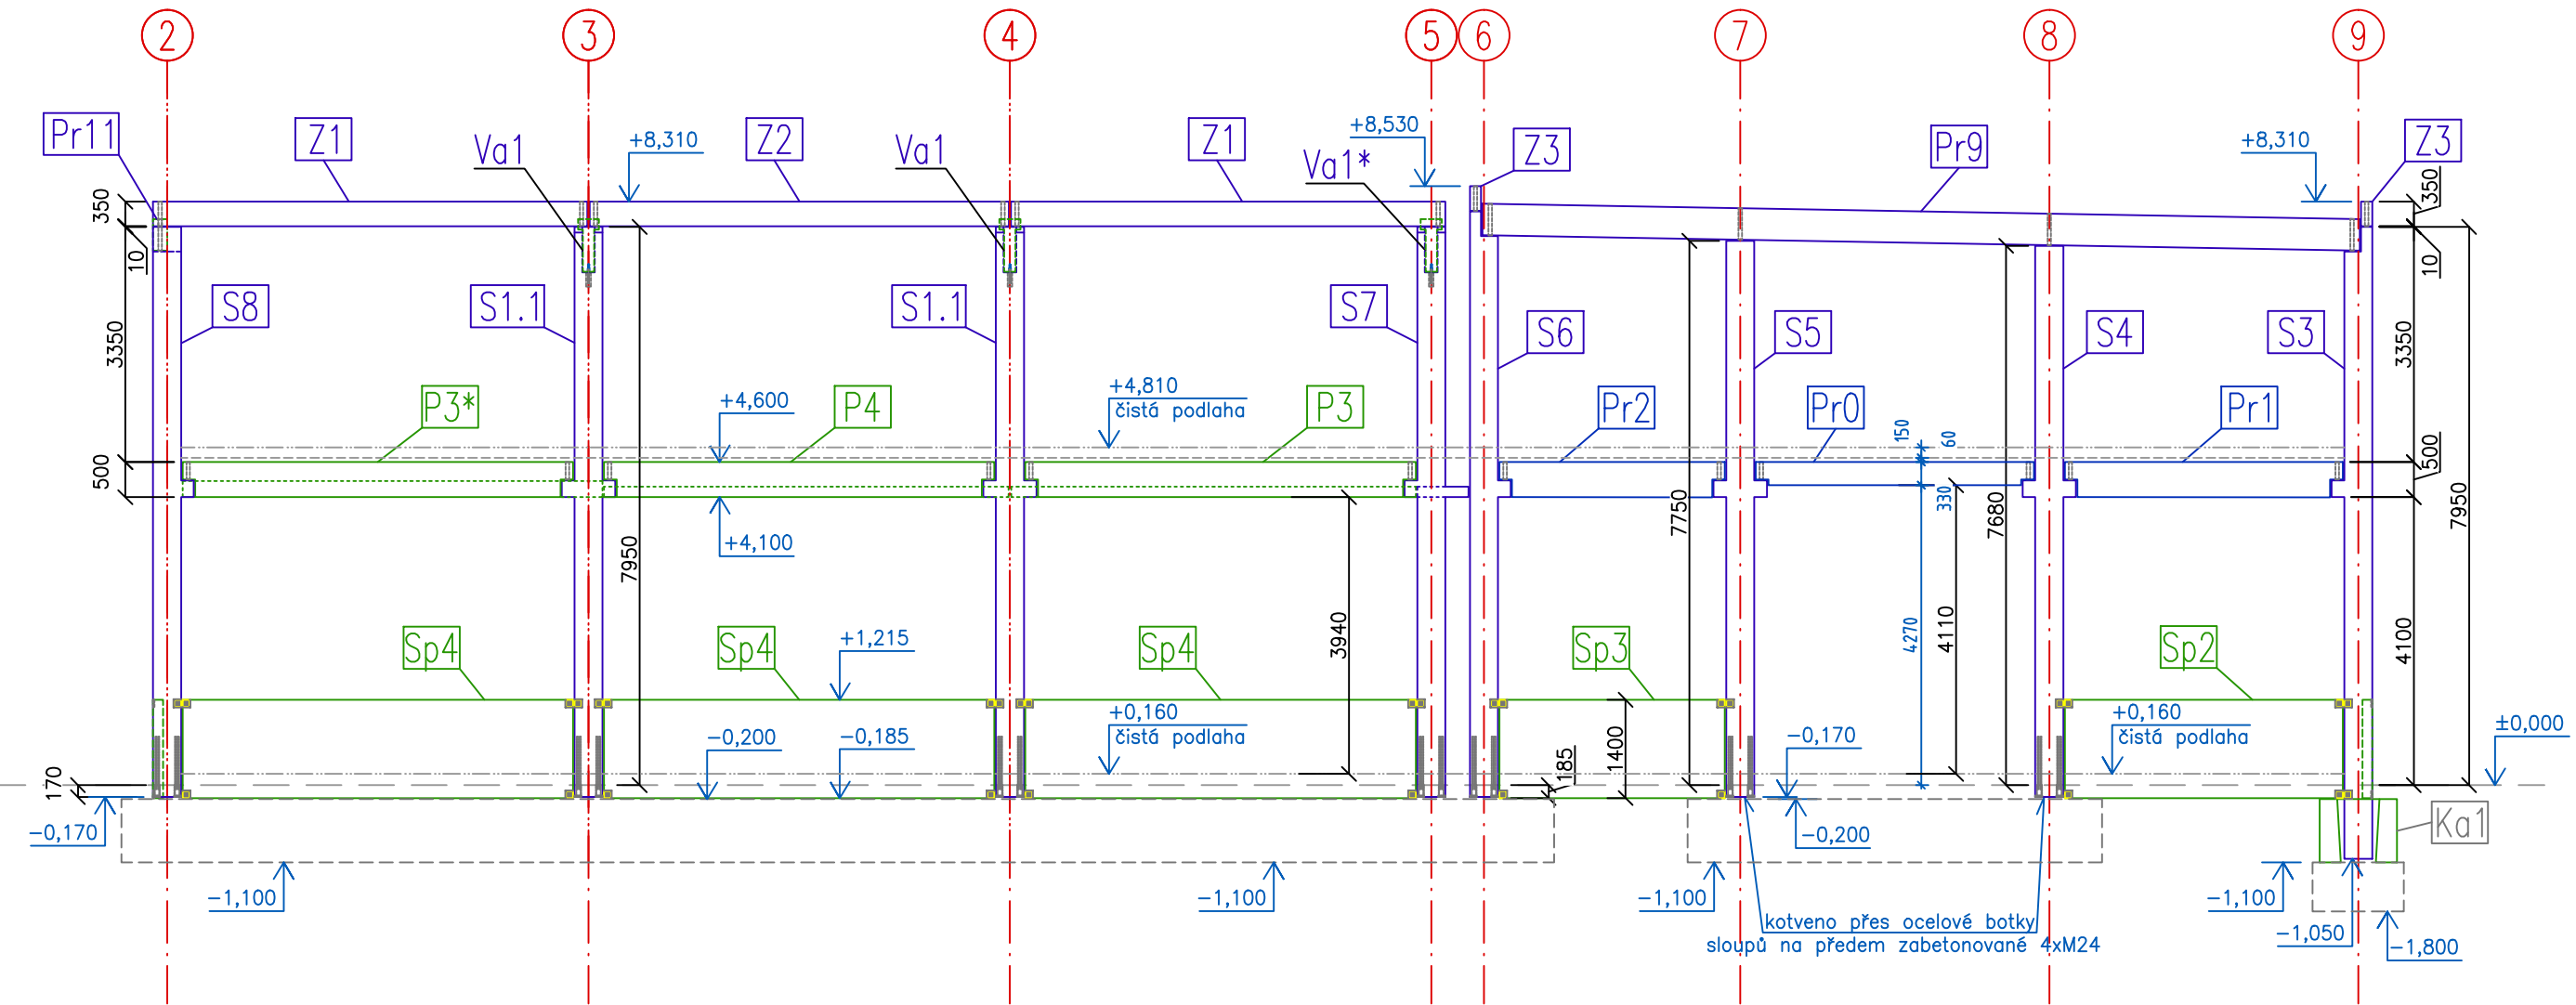 2
3
4
5
6
7
8
9
Pr11
Z1
Va1
+8,310
Z2
Va1
Z1
+8,530
Va1*
Z3
Pr9
+8,310
Z3
350
10
3350
500
350
10
3350
500
7950
4100
S8
S1.1
S1.1
S7
S6
S5
S4
S3
P3*
+4,600
P4
+4,810
čistá podlaha
P3
Pr2
Pr0
150
60
Pr1
+4,100
7950
3940
7750
330
7680
4270
4110
Sp4
Sp4
+1,215
Sp4
Sp3
Sp2
+0,160
čistá podlaha
+0,160
čistá podlaha
-0,200
-0,185
185
1400
-0,170
±0,000
170
-0,170
-0,200
Ka1
-1,100
-1,100
-1,100
-1,100
kotveno přes ocelové botky
sloupů na předem zabetonované 4xM24
-1,050
-1,800